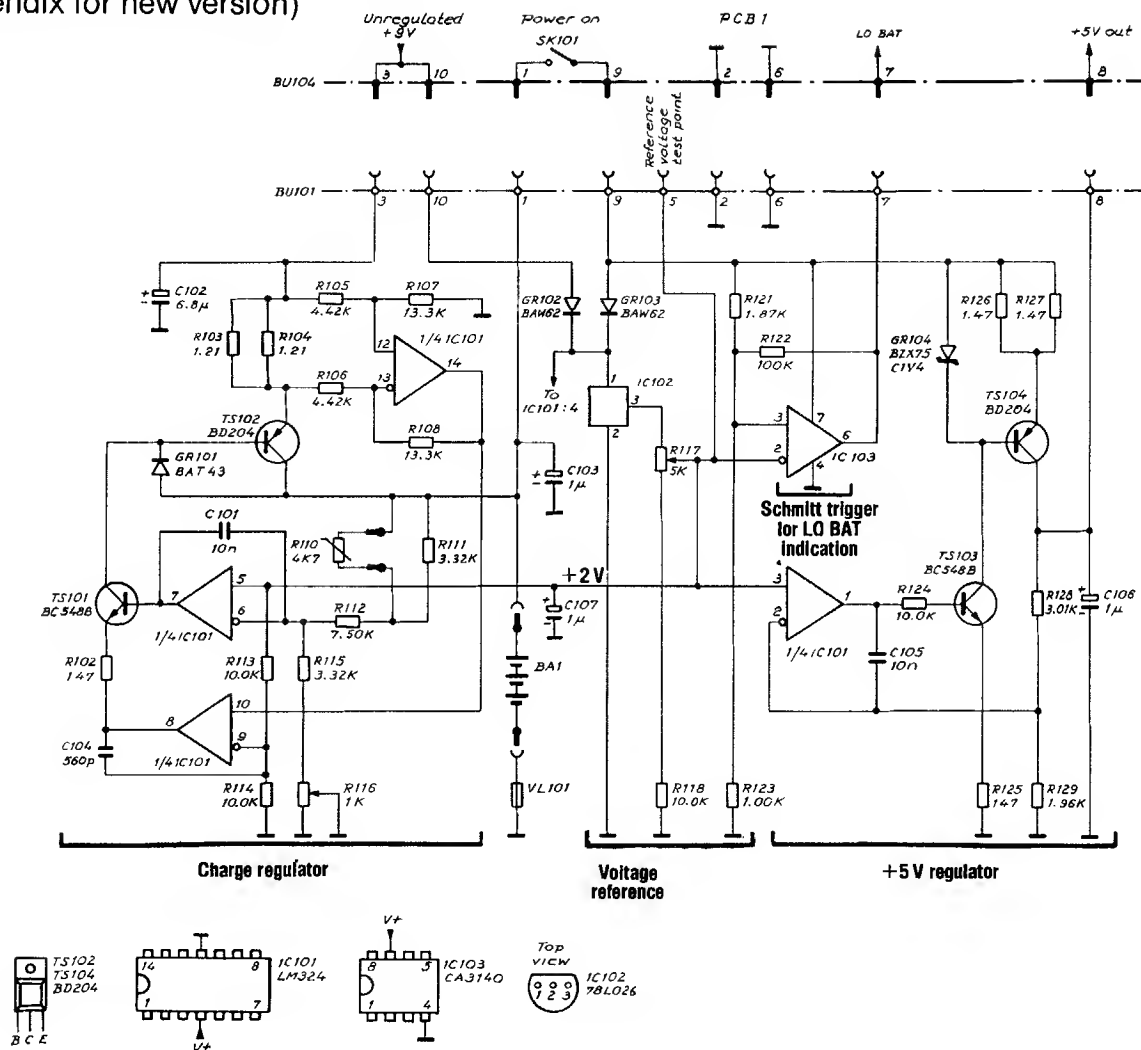 endix for new version)
Unregulated
+9V
Power on
SK101
PCB 1
LO BAT
+5V out
BU104
3
10
1
9
2
6
7
8
Reference
voltage
test point
BU101
3
10
1
9
5
2
6
7
8
C102
6.8µ
R105
4.42K
R107
13.3K
1/4 IC101
R103
1.21
R104
1.21
12
13
14
R106
4.42K
R108
13.3K
TS102
BD204
GR101
BAT 43
GR102
BAW62
GR103
BAW62
R121
1.87K
R122
100K
GR104
BZX75
C1V4
R126
1.47
R127
1.47
TS104
BD204
To
IC101:4
1
2
3
IC102
R117
5K
3
2
7
4
6
IC103
C103
1µ
Schmitt trigger
for LO BAT
indication
C101
10n
R110
4K7
R111
3.32K
+2V
TS101
BC548B
7
5
6
1/4 IC101
R112
7.50K
C107
1µ
3
2
1
1/4 IC101
R124
10.0K
TS103
BC548B
R128
3.01K
C106
1µ
R102
147
R113
10.0K
R115
3.32K
BA1
C105
10n
8
10
9
C104
560p
1/4 IC101
R114
10.0K
R116
1K
VL101
R118
10.0K
R123
1.00K
R125
147
R129
1.96K
Charge regulator
Voltage
reference
+5 V regulator
TS102
TS104
BD204
B C E
14
8
1
7
V+
IC101
LM324
V+
8
5
1
4
IC103
CA3140
Top
view
1 2 3
IC102
78L026